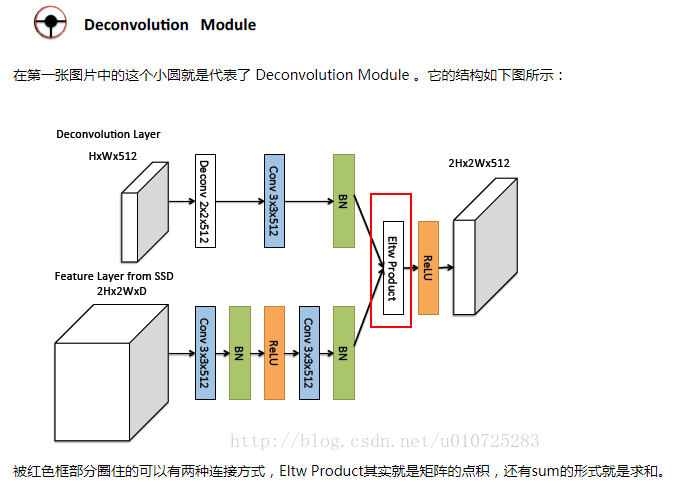 Deconvolution Module
在第一张图片中的这个小圆就是代表了 Deconvolution Module 。它的结构如下图所示：
Deconvolution Layer
HxWx512
Deconv 2x2x512
Conv 3x3x512
BN
2Hx2Wx512
Eltw Product
ReLU
Feature Layer from SSD
2Hx2WxD
Conv 3x3x512
BN
ReLU
Conv 3x3x512
BN
http://blog.csdn.net/u010725283
被红色框部分圈住的可以有两种连接方式，Eltw Product其实就是矩阵的点积，还有sum的形式就是求和。